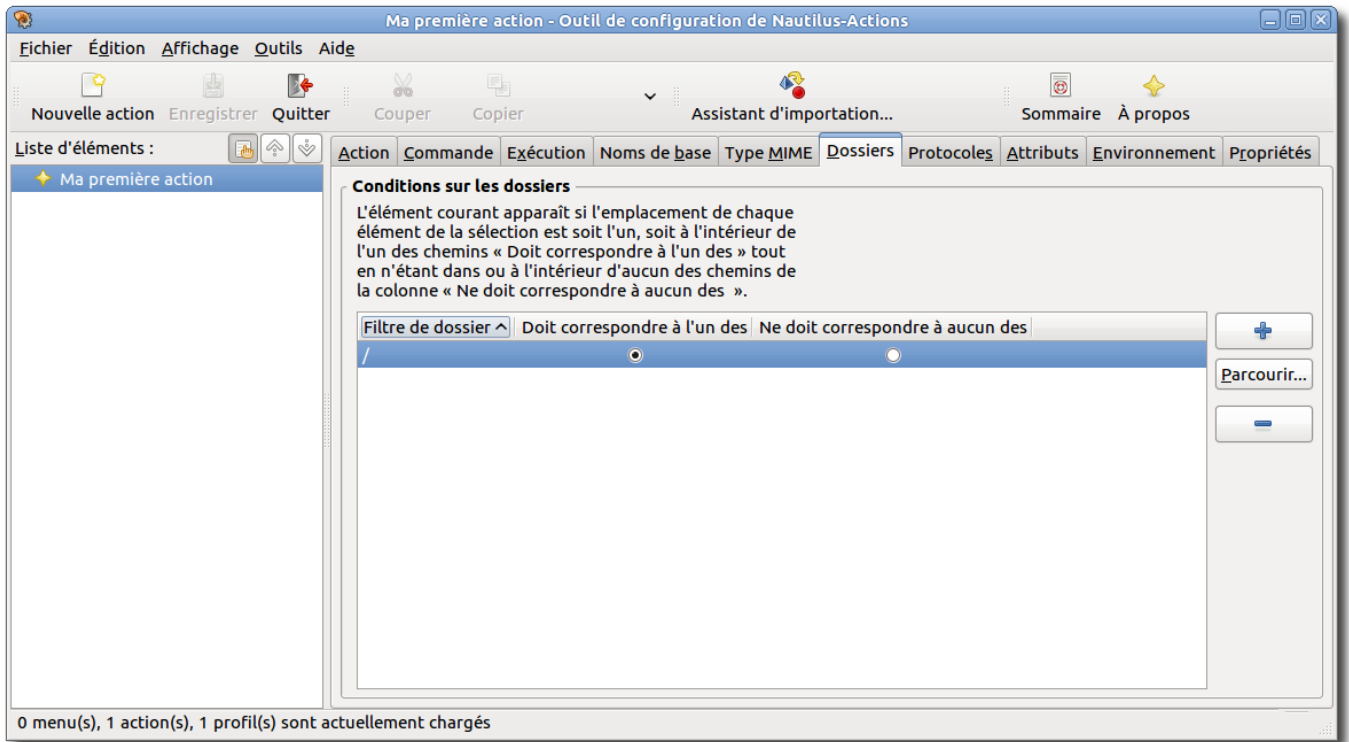 Ma première action - Outil de configuration de Nautilus-Actions
Fichier Édition Affichage Outils Aide
Nouvelle action Enregistrer Quitter Couper Copier Assistant d'importation... Sommaire À propos
Liste d'éléments :
Action Commande Exécution Noms de base Type MIME Dossiers Protocoles Attributs Environnement Propriétés
Ma première action
Conditions sur les dossiers
L'élément courant apparaît si l'emplacement de chaque
élément de la sélection est soit l'un, soit à l'intérieur de
l'un des chemins « Doit correspondre à l'un des » tout
en n'étant dans ou à l'intérieur d'aucun des chemins de
la colonne « Ne doit correspondre à aucun des  ».
Filtre de dossier Doit correspondre à l'un des Ne doit correspondre à aucun des
/
Parcourir...
0 menu(s), 1 action(s), 1 profil(s) sont actuellement chargés